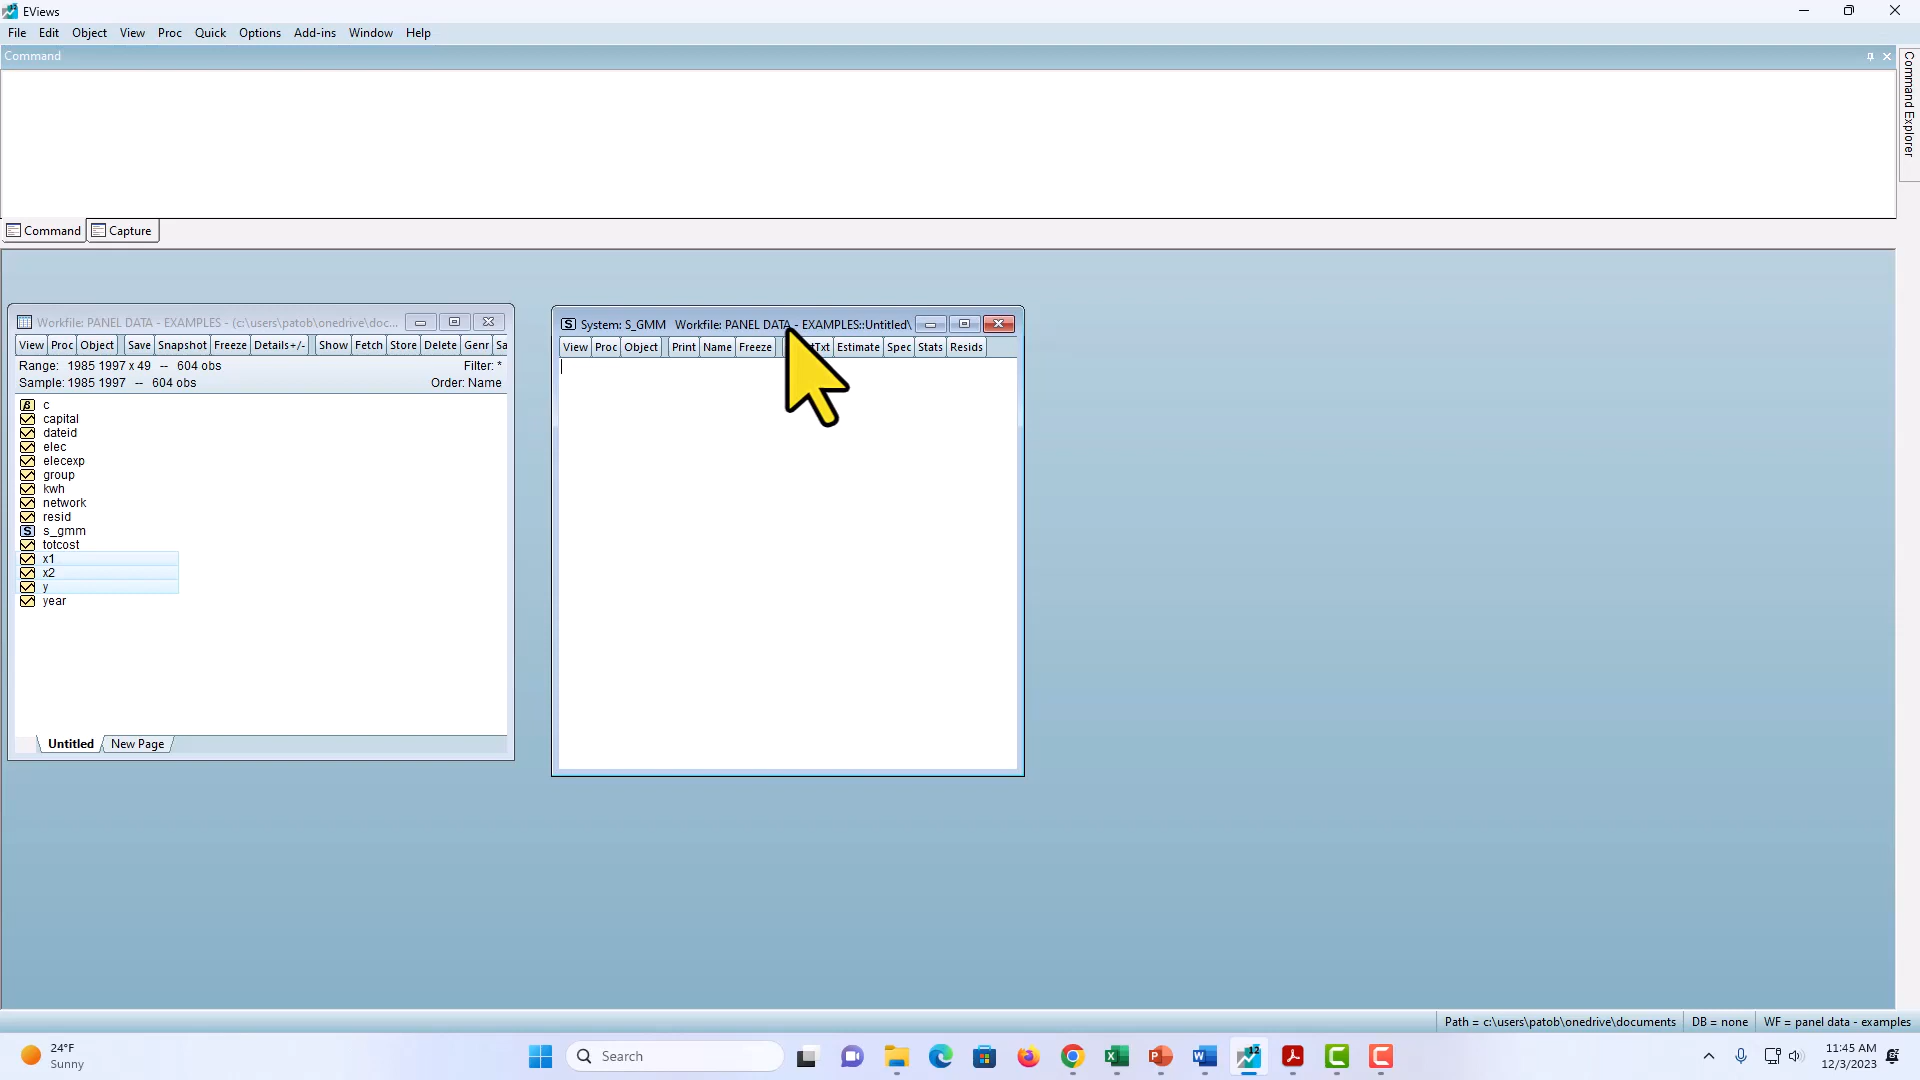 EViews
File Edit Object View Proc Quick Options Add-ins Window Help
Command
Command Explorer
Command Capture
Workfile: PANEL DATA - EXAMPLES - (c:\users\patob\onedrive\doc...
View Proc Object Save Snapshot Freeze Details+/- Show Fetch Store Delete Genr Sa
Range: 1985 1997 x 49 -- 604 obs Filter: *
Sample: 1985 1997 -- 604 obs Order: Name
β c
capital
dateid
elec
elecexp
group
kwh
network
resid
S s_gmm
totcost
x1
x2
y
year
Untitled New Page
S System: S_GMM Workfile: PANEL DATA - EXAMPLES::Untitled\
View Proc Object Print Name Freeze Estimate Spec Stats Resids
Path = c:\users\patob\onedrive\documents DB = none WF = panel data - examples
24°F
Sunny
Search
12
11:45 AM
12/3/2023